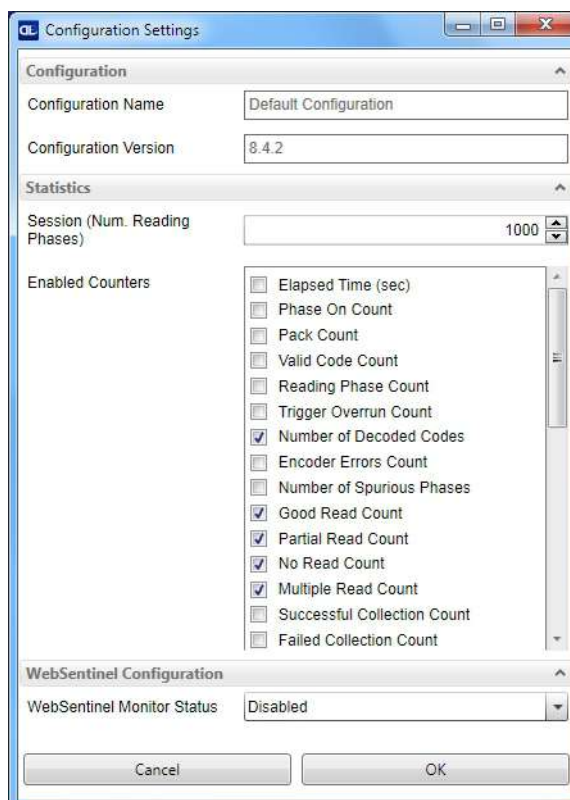 DL Configuration Settings
Configuration
Configuration Name Default Configuration
Configuration Version 8.4.2
Statistics
Session (Num. Reading
Phases) 1000
Enabled Counters
Elapsed Time (sec)
Phase On Count
Pack Count
Valid Code Count
Reading Phase Count
Trigger Overrun Count
Number of Decoded Codes
Encoder Errors Count
Number of Spurious Phases
Good Read Count
Partial Read Count
No Read Count
Multiple Read Count
Successful Collection Count
Failed Collection Count
WebSentinel Configuration
WebSentinel Monitor Status Disabled
Cancel OK